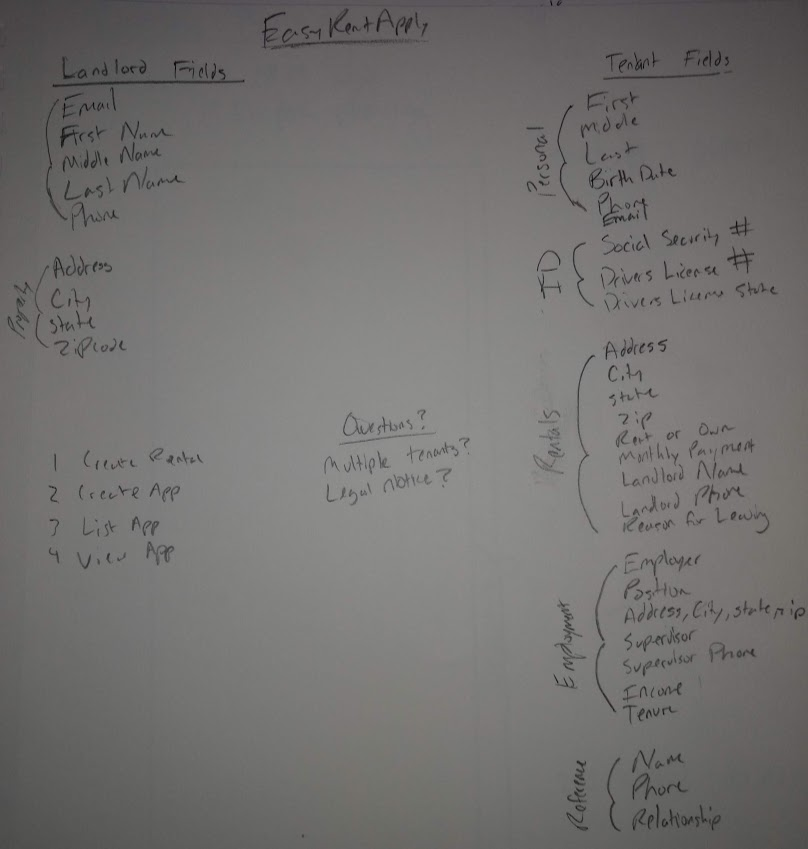 EasyRentApply
Landlord Fields
Email
First Name
Middle Name
Last Name
Phone
Address
City
State
Zipcode
1 Create Rental
2 Create App
3 List App
4 View App
Questions?
Multiple tenants?
Legal notice?
Tenant Fields
Personal
First
Middle
Last
Birth Date
Phone
Email
ID
Social Security #
Drivers License #
Drivers License State
Rentals
Address
City
State
Zip
Rent or Own
Monthly Payment
Landlord Name
Landlord Phone
Reason for Leaving
Employment
Employer
Position
Address, City, state, zip
Supervisor
Supervisor Phone
Income
Tenure
Reference
Name
Phone
Relationship